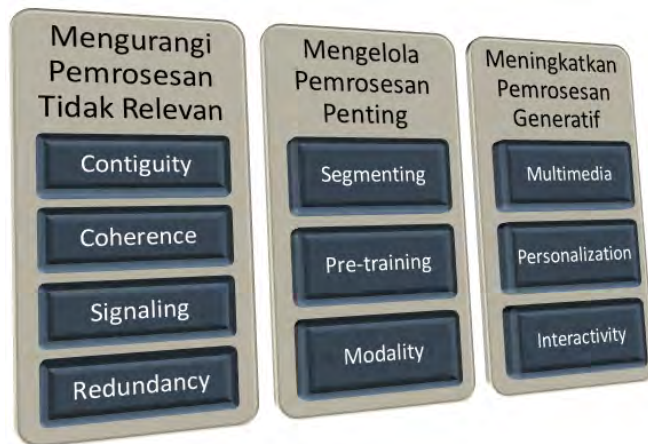 Mengurangi
Pemrosesan
Tidak Relevan
Contiguity
Coherence
Signaling
Redundancy
Mengelola
Pemrosesan
Penting
Segmenting
Pre-training
Modality
Meningkatkan
Pemrosesan
Generatif
Multimedia
Personalization
Interactivity